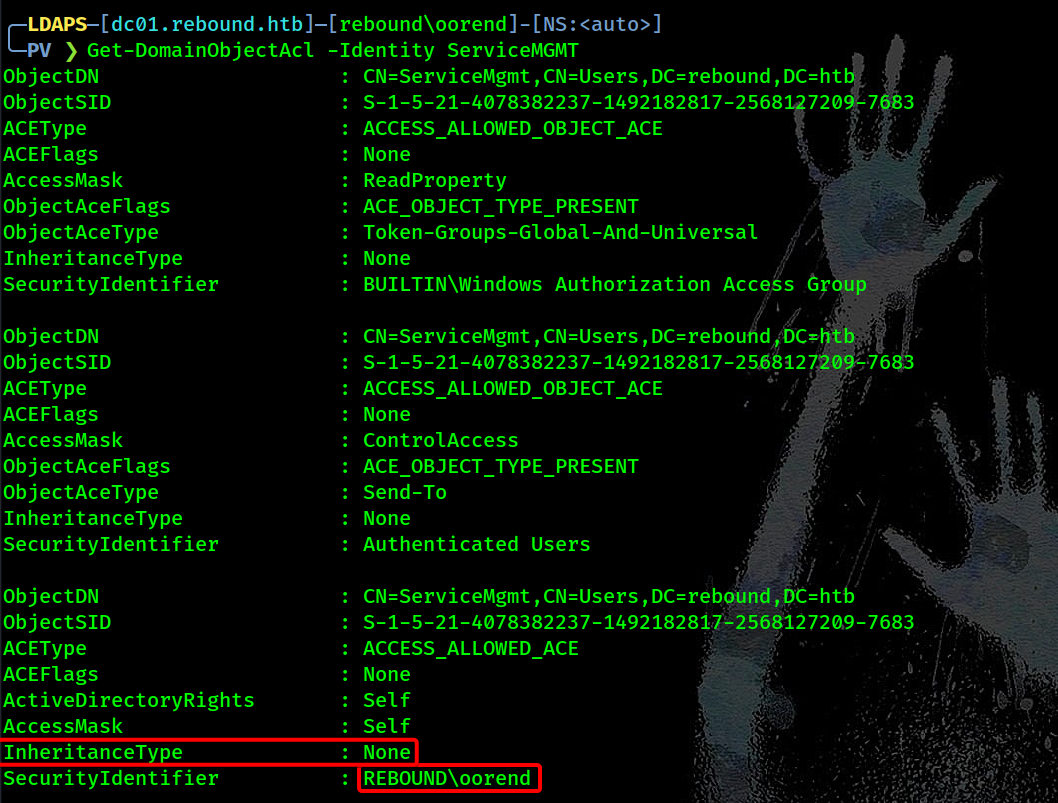 LDAPS─[dc01.rebound.htb]─[rebound\oorend]-[NS:<auto>]
PV ❯ Get-DomainObjectAcl -Identity ServiceMGMT
ObjectDN : CN=ServiceMgmt,CN=Users,DC=rebound,DC=htb
ObjectSID : S-1-5-21-4078382237-1492182817-2568127209-7683
ACEType : ACCESS_ALLOWED_OBJECT_ACE
ACEFlags : None
AccessMask : ReadProperty
ObjectAceFlags : ACE_OBJECT_TYPE_PRESENT
ObjectAceType : Token-Groups-Global-And-Universal
InheritanceType : None
SecurityIdentifier : BUILTIN\Windows Authorization Access Group
ObjectDN : CN=ServiceMgmt,CN=Users,DC=rebound,DC=htb
ObjectSID : S-1-5-21-4078382237-1492182817-2568127209-7683
ACEType : ACCESS_ALLOWED_OBJECT_ACE
ACEFlags : None
AccessMask : ControlAccess
ObjectAceFlags : ACE_OBJECT_TYPE_PRESENT
ObjectAceType : Send-To
InheritanceType : None
SecurityIdentifier : Authenticated Users
ObjectDN : CN=ServiceMgmt,CN=Users,DC=rebound,DC=htb
ObjectSID : S-1-5-21-4078382237-1492182817-2568127209-7683
ACEType : ACCESS_ALLOWED_ACE
ACEFlags : None
ActiveDirectoryRights : Self
AccessMask : Self
InheritanceType : None
SecurityIdentifier : REBOUND\oorend